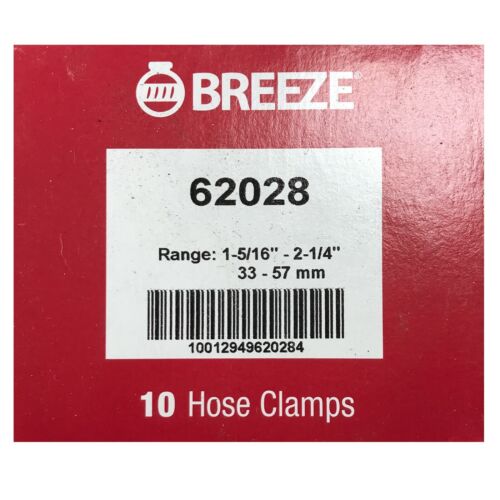 BREEZE®
62028
Range: 1-5/16" - 2-1/4"
33 - 57 mm
10012949620284
10 Hose Clamps